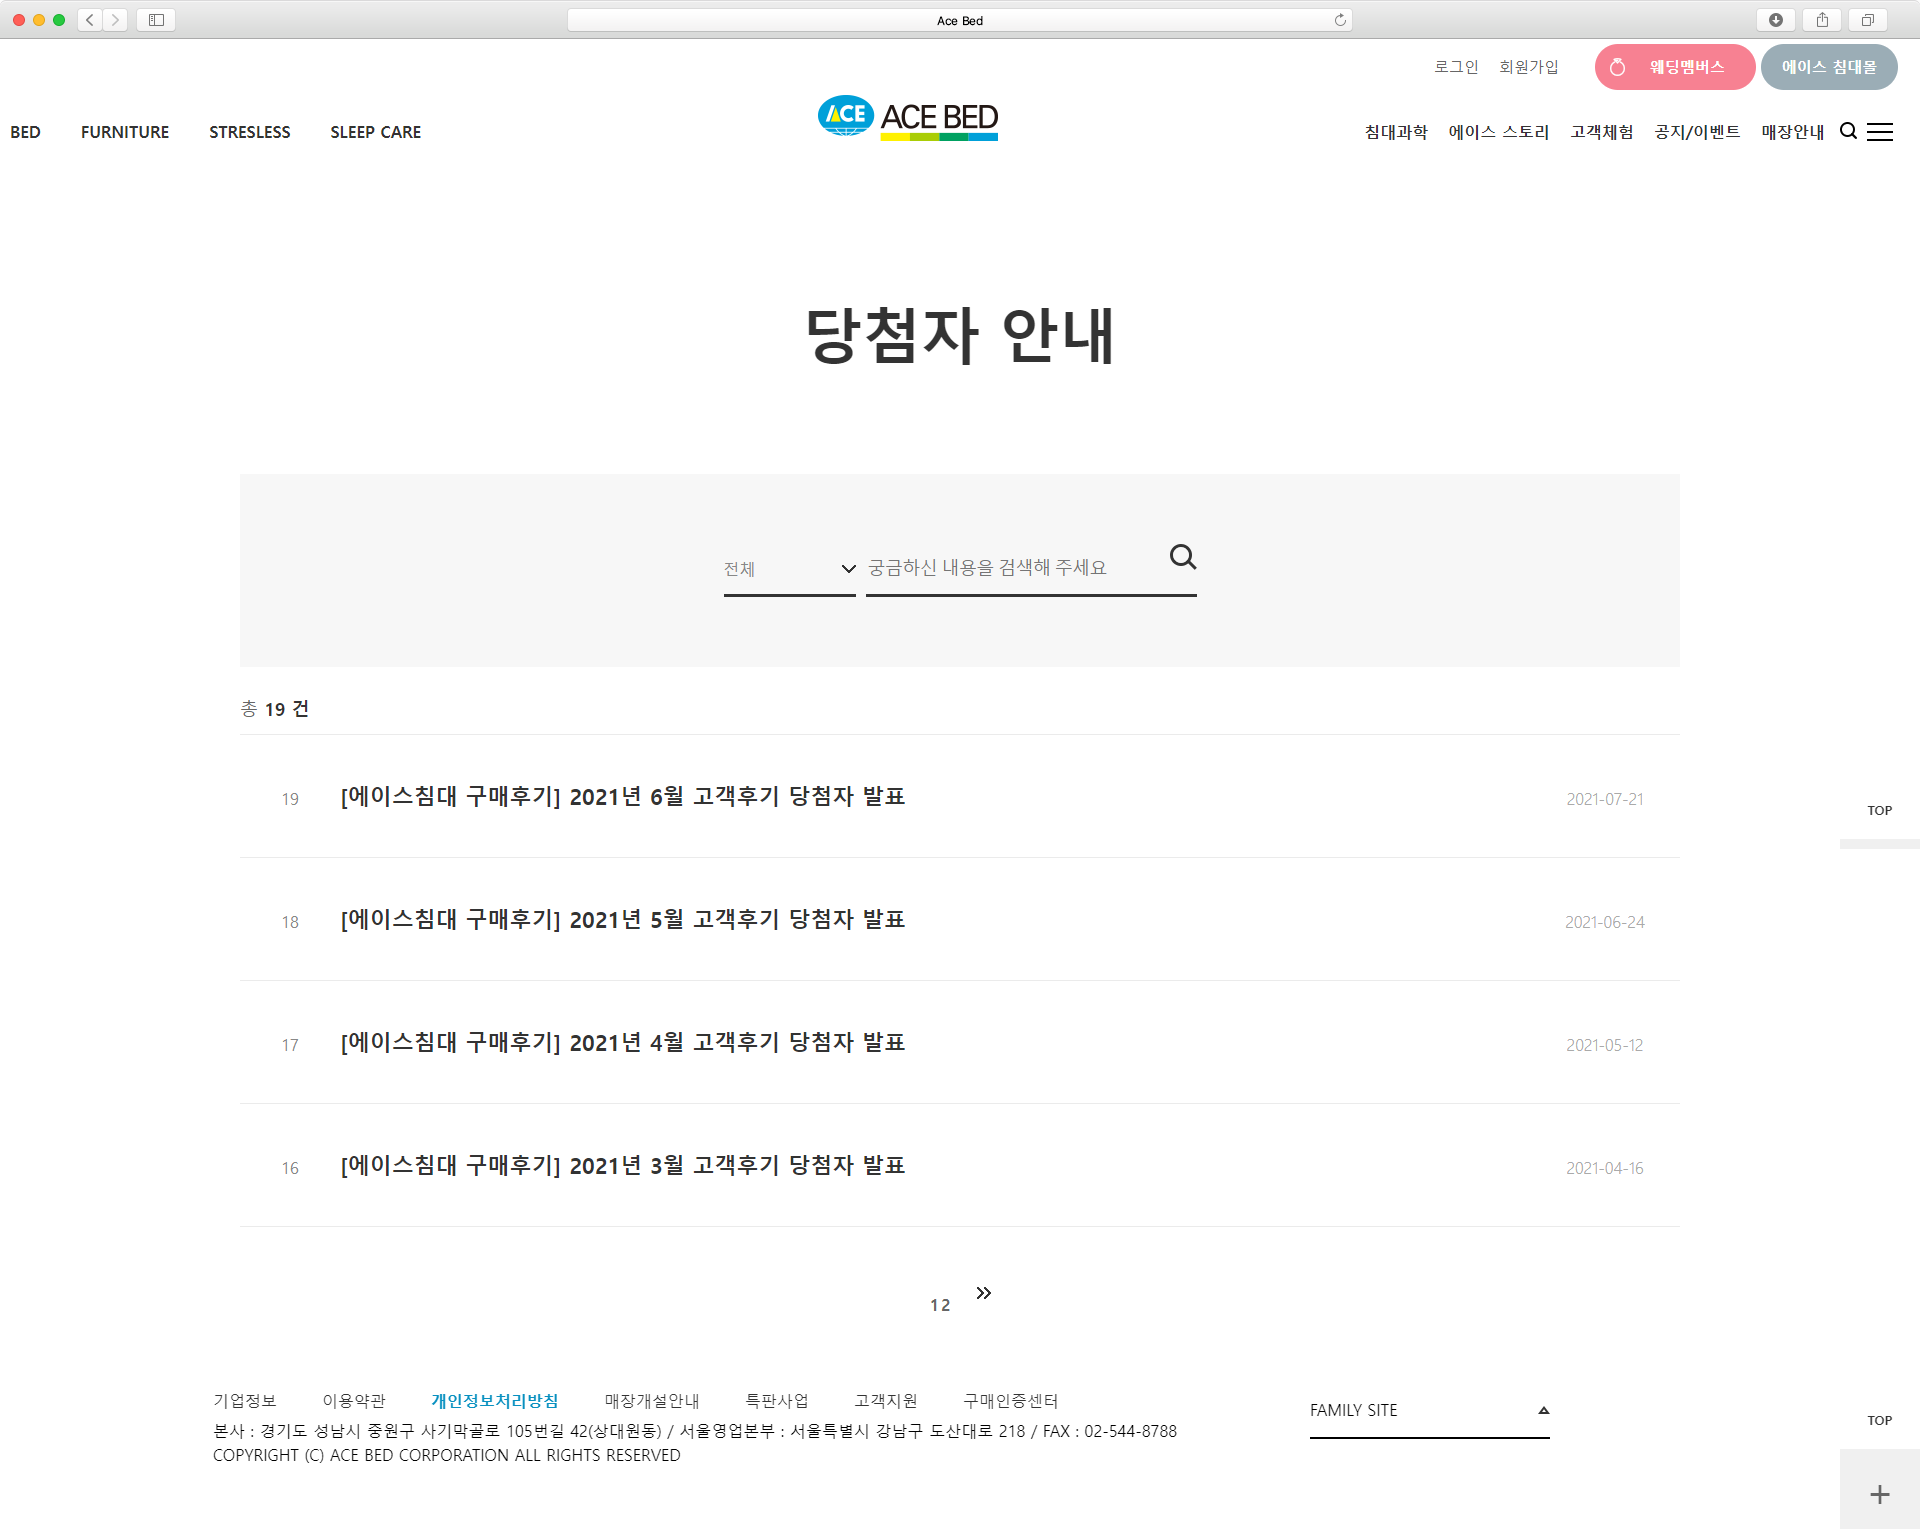 Ace Bed
로그인 회원가입 웨딩멤버스 에이스 침대몰
BED FURNITURE STRESLESS SLEEP CARE
ACE ACE BED
침대과학 에이스 스토리 고객체험 공지/이벤트 매장안내
당첨자 안내
전체 궁금하신 내용을 검색해 주세요
총 19 건
19 [에이스침대 구매후기] 2021년 6월 고객후기 당첨자 발표 2021-07-21
TOP
18 [에이스침대 구매후기] 2021년 5월 고객후기 당첨자 발표 2021-06-24
17 [에이스침대 구매후기] 2021년 4월 고객후기 당첨자 발표 2021-05-12
16 [에이스침대 구매후기] 2021년 3월 고객후기 당첨자 발표 2021-04-16
1 2 »
기업정보 이용약관 개인정보처리방침 매장개설안내 특판사업 고객지원 구매인증센터
FAMILY SITE
TOP
본사 : 경기도 성남시 중원구 사기막골로 105번길 42(상대원동) / 서울영업본부 : 서울특별시 강남구 도산대로 218 / FAX : 02-544-8788
COPYRIGHT (C) ACE BED CORPORATION ALL RIGHTS RESERVED
+